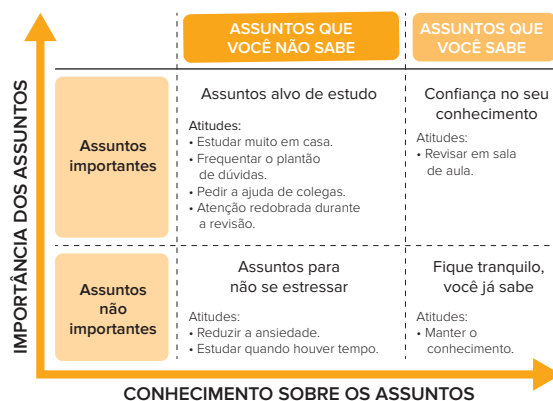 ASSUNTOS QUE
VOCÊ NÃO SABE
ASSUNTOS QUE
VOCÊ SABE
IMPORTÂNCIA DOS ASSUNTOS
Assuntos
importantes
Assuntos alvo de estudo
Atitudes:
• Estudar muito em casa.
• Frequentar o plantão
de dúvidas.
• Pedir a ajuda de colegas.
• Atenção redobrada durante
a revisão.
Confiança no seu
conhecimento
Atitudes:
• Revisar em sala
de aula.
Assuntos
não
importantes
Assuntos para
não se estressar
Atitudes:
• Reduzir a ansiedade.
• Estudar quando houver tempo.
Fique tranquilo,
você já sabe
Atitudes:
• Manter o
conhecimento.
CONHECIMENTO SOBRE OS ASSUNTOS